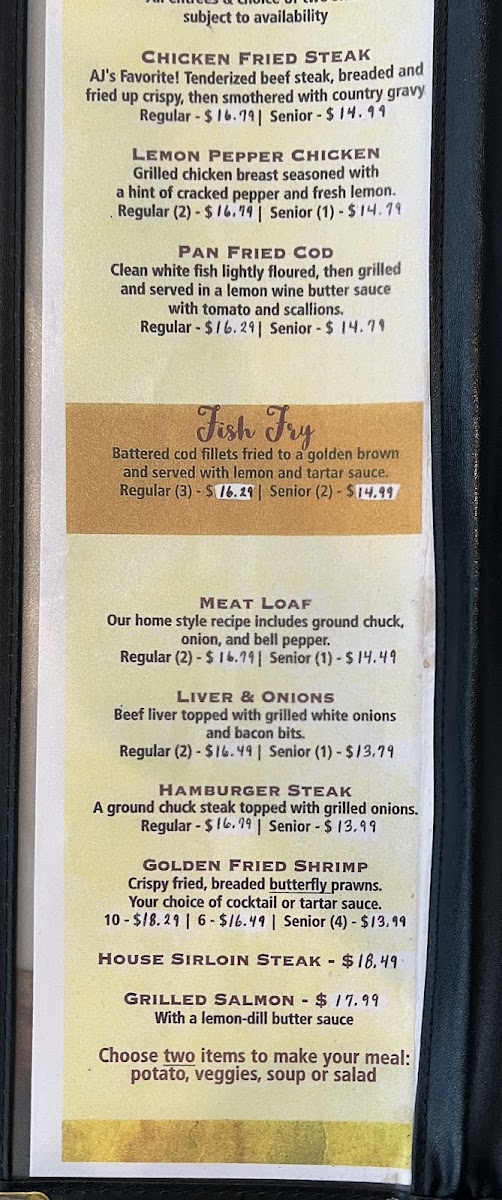 subject to availability
CHICKEN FRIED STEAK
AJ's Favorite! Tenderized beef steak, breaded and
fried up crispy, then smothered with country gravy
Regular - $ 16.79 | Senior - $ 14.99
LEMON PEPPER CHICKEN
Grilled chicken breast seasoned with
a hint of cracked pepper and fresh lemon.
Regular (2) - $ 16.79 | Senior (1) - $ 14.79
PAN FRIED COD
Clean white fish lightly floured, then grilled
and served in a lemon wine butter sauce
with tomato and scallions.
Regular - $ 16.29 | Senior - $ 14.79
Fish Fry
Battered cod fillets fried to a golden brown
and served with lemon and tartar sauce.
Regular (3) - $ 16.29 | Senior (2) - $ 14.99
MEAT LOAF
Our home style recipe includes ground chuck,
onion, and bell pepper.
Regular (2) - $ 16.79 | Senior (1) - $ 14.49
LIVER & ONIONS
Beef liver topped with grilled white onions
and bacon bits.
Regular (2) - $ 16.49 | Senior (1) - $ 13.79
HAMBURGER STEAK
A ground chuck steak topped with grilled onions.
Regular - $ 16.79 | Senior - $ 13.99
GOLDEN FRIED SHRIMP
Crispy fried, breaded butterfly prawns.
Your choice of cocktail or tartar sauce.
10 - $18.29 | 6 - $16.49 | Senior (4) - $13.99
HOUSE SIRLOIN STEAK - $ 18.49
GRILLED SALMON - $ 17.99
With a lemon-dill butter sauce
Choose two items to make your meal:
potato, veggies, soup or salad